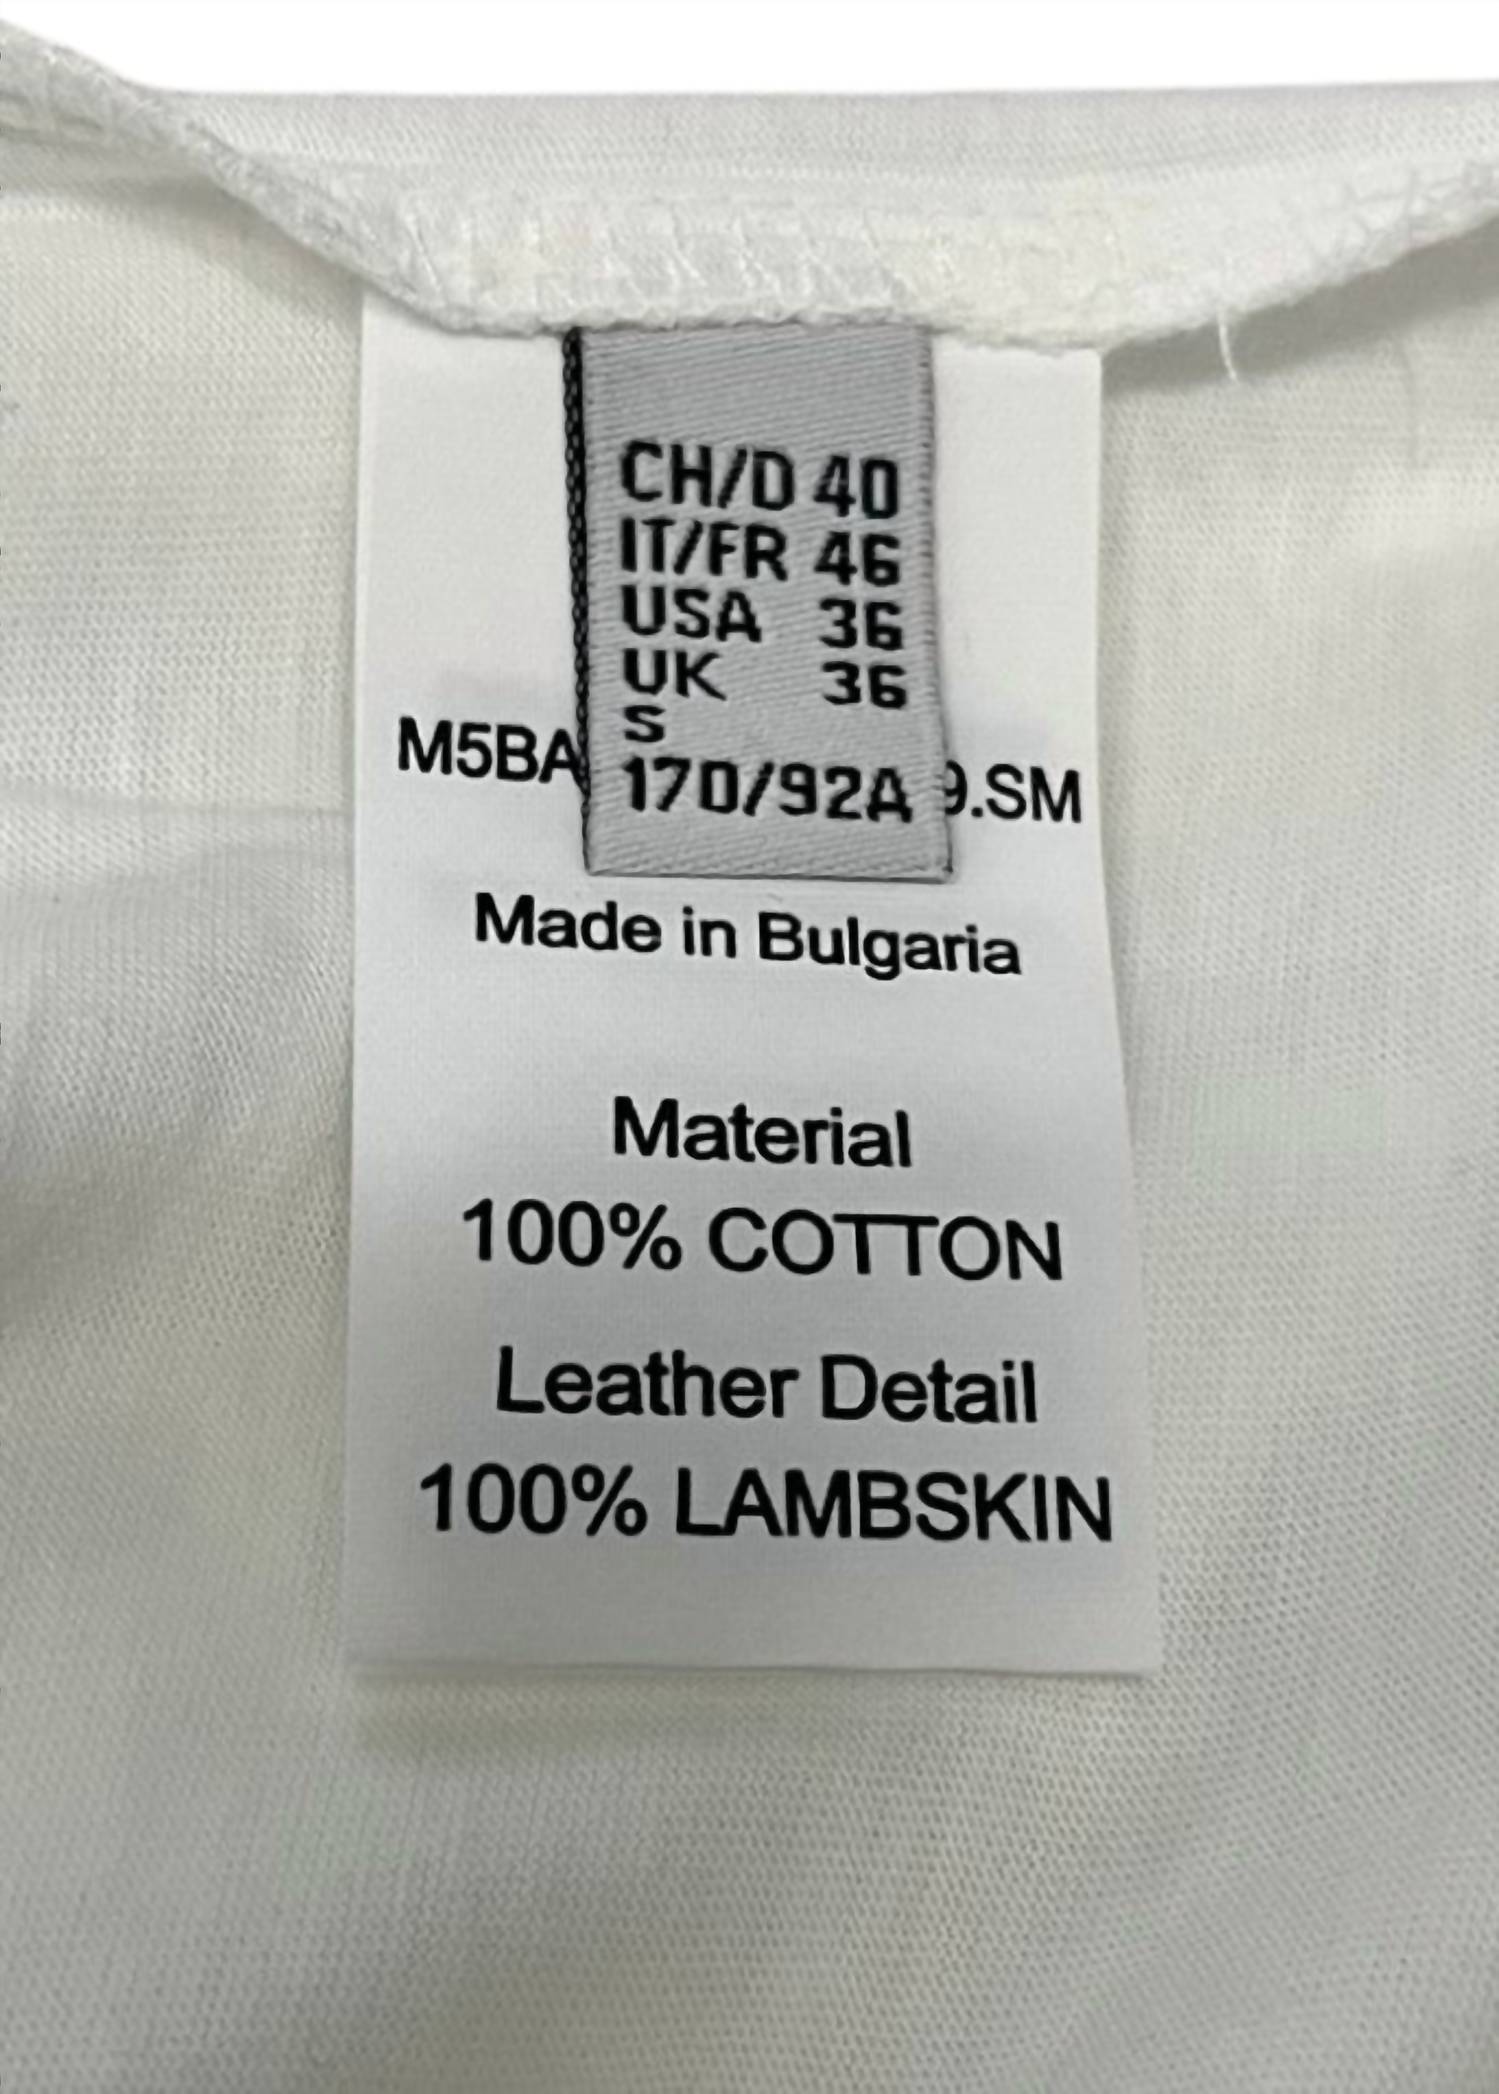 CH/D 40
IT/FR 46
USA 36
UK 36
S
170/92A
M5BA 9.SM
Made in Bulgaria
Material
100% COTTON
Leather Detail
100% LAMBSKIN